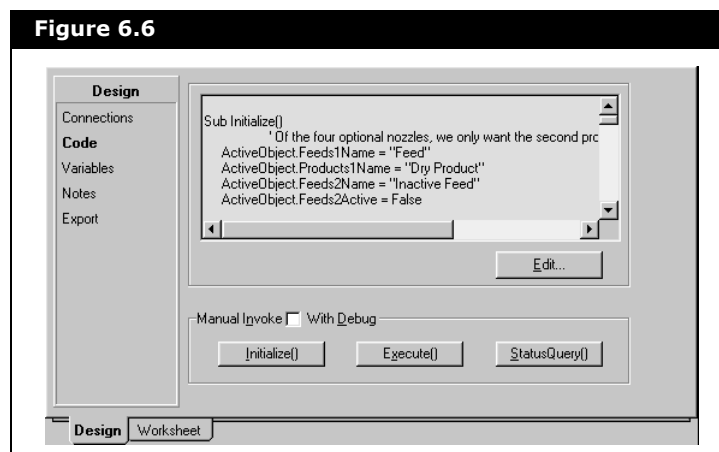 Figure 6.6
Design
Connections
Code
Variables
Notes
Export
Sub Initialize()
' Of the four optional nozzles, we only want the second prc
ActiveObject.Feeds1Name = "Feed"
ActiveObject.Products1Name = "Dry Product"
ActiveObject.Feeds2Name = "Inactive Feed"
ActiveObject.Feeds2Active = False
Edit...
Manual Invoke With Debug
Initialize() Execute() StatusQuery()
Design Worksheet